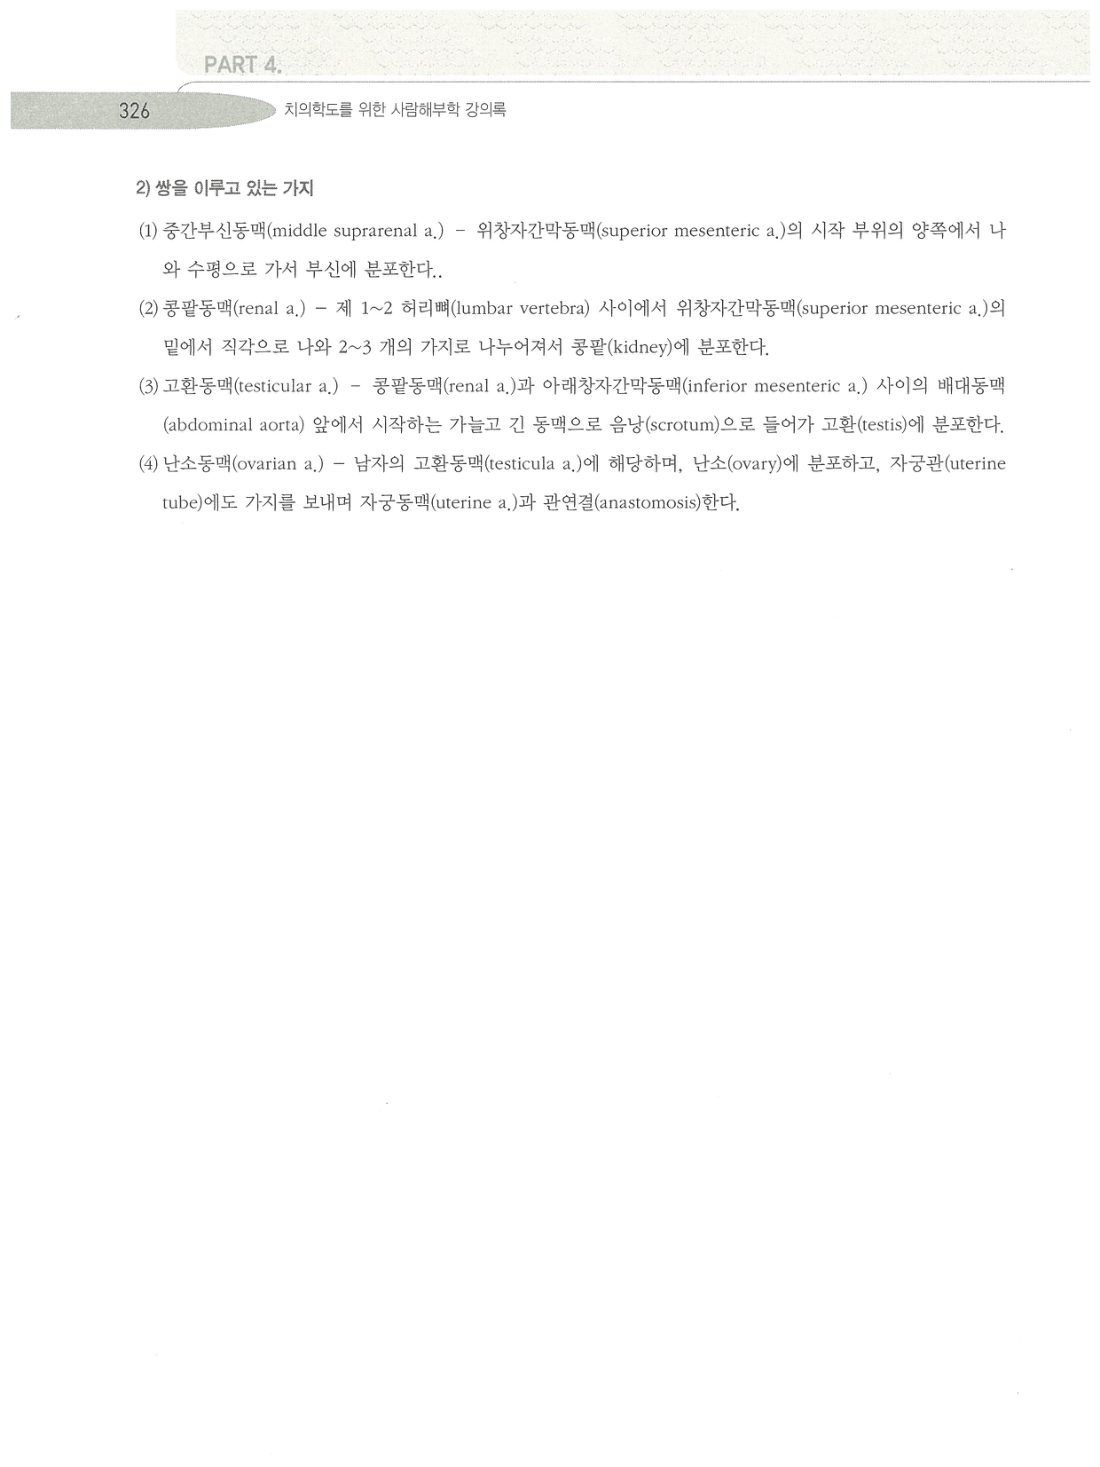 PART 4.
326
치의학도를 위한 사람해부학 강의록
2) 쌍을 이루고 있는 가지
(1) 중간부신동맥(middle suprarenal a.) - 위창자간막동맥(superior mesenteric a.)의 시작 부위의 양쪽에서 나
와 수평으로 가서 부신에 분포한다..
(2) 콩팥동맥(renal a.) - 제 1~2 허리뼈(lumbar vertebra) 사이에서 위창자간막동맥(superior mesenteric a.)의
밑에서 직각으로 나와 2~3 개의 가지로 나누어져서 콩팥(kidney)에 분포한다.
(3) 고환동맥(testicular a.) - 콩팥동맥(renal a.)과 아래창자간막동맥(inferior mesenteric a.) 사이의 배대동맥
(abdominal aorta) 앞에서 시작하는 가늘고 긴 동맥으로 음낭(scrotum)으로 들어가 고환(testis)에 분포한다.
(4) 난소동맥(ovarian a.) - 남자의 고환동맥(testicula a.)에 해당하며, 난소(ovary)에 분포하고, 자궁관(uterine
tube)에도 가지를 보내며 자궁동맥(uterine a.)과 관연결(anastomosis)한다.